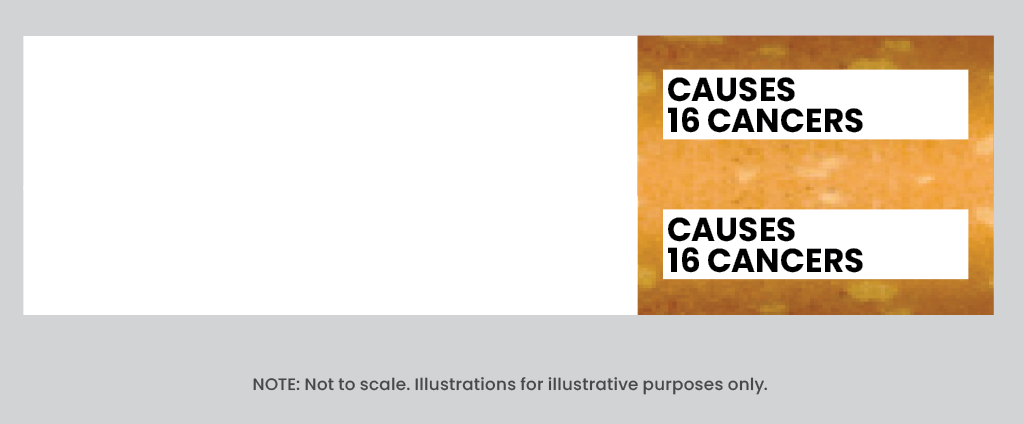 CAUSES
16 CANCERS
CAUSES
16 CANCERS
NOTE: Not to scale. Illustrations for illustrative purposes only.